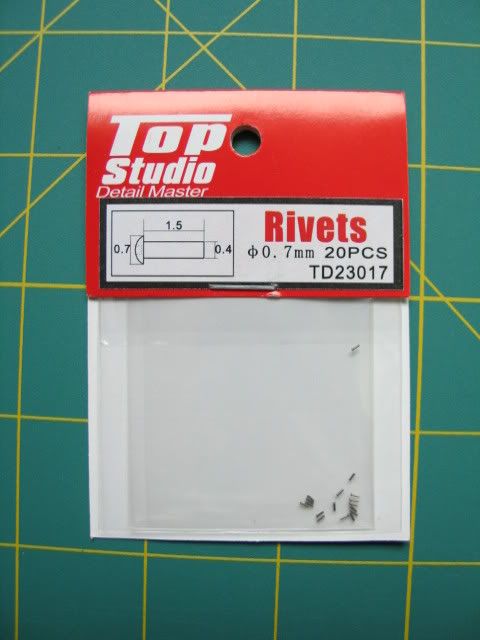 Top
Studio
Detail Master
1.5
0.7
0.4
Rivets
φ0.7mm 20PCS
TD23017